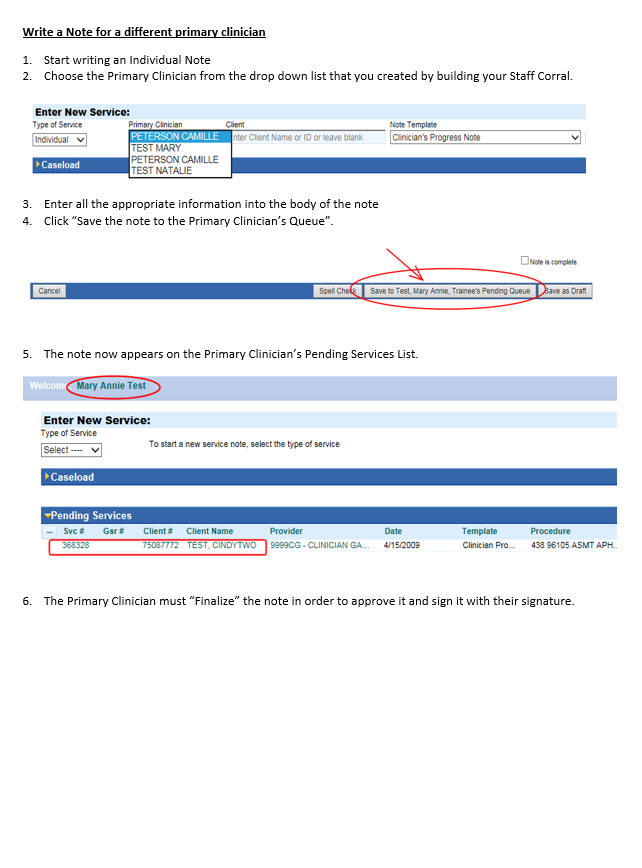 Write a Note for a different primary clinician
1. Start writing an Individual Note
2. Choose the Primary Clinician from the drop down list that you created by building your Staff Corral.
Enter New Service:
Type of Service Primary Clinician Client Note Template
Individual PETERSON CAMILLE nter Client Name or ID or leave blank Clinician's Progress Note
TEST MARY
PETERSON CAMILLE
Caseload
TEST NATALIE
3. Enter all the appropriate information into the body of the note
4. Click “Save the note to the Primary Clinician’s Queue”.
Note is complete.
Cancel Spell Check Save to Test, Mary Annie, Trainee's Pending Queue Save as Draft
5. The note now appears on the Primary Clinician’s Pending Services List.
Welcom Mary Annie Test
Enter New Service:
Type of Service
Select ---- To start a new service note, select the type of service
Caseload
Pending Services
Svc # Gsr # Client # Client Name Provider Date Template Procedure
368328 75087772 TEST, CINDYTWO 9999CG - CLINICIAN GA... 4/15/2009 Clinician Pro... 438 96105 ASMT APH..
6. The Primary Clinician must “Finalize” the note in order to approve it and sign it with their signature.